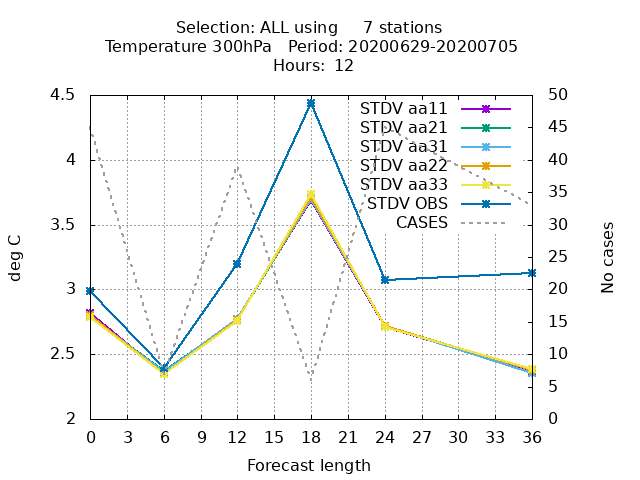 Selection: ALL using     7 stations
Temperature 300hPa   Period: 20200629-20200705
Hours:  12
4.5
4
3.5
3
2.5
2
deg C
50
45
40
35
30
25
20
15
10
5
0
No cases
STDV aa11
STDV aa21
STDV aa31
STDV aa22
STDV aa33
STDV OBS
CASES
0 3 6 9 12 15 18 21 24 27 30 33 36
Forecast length